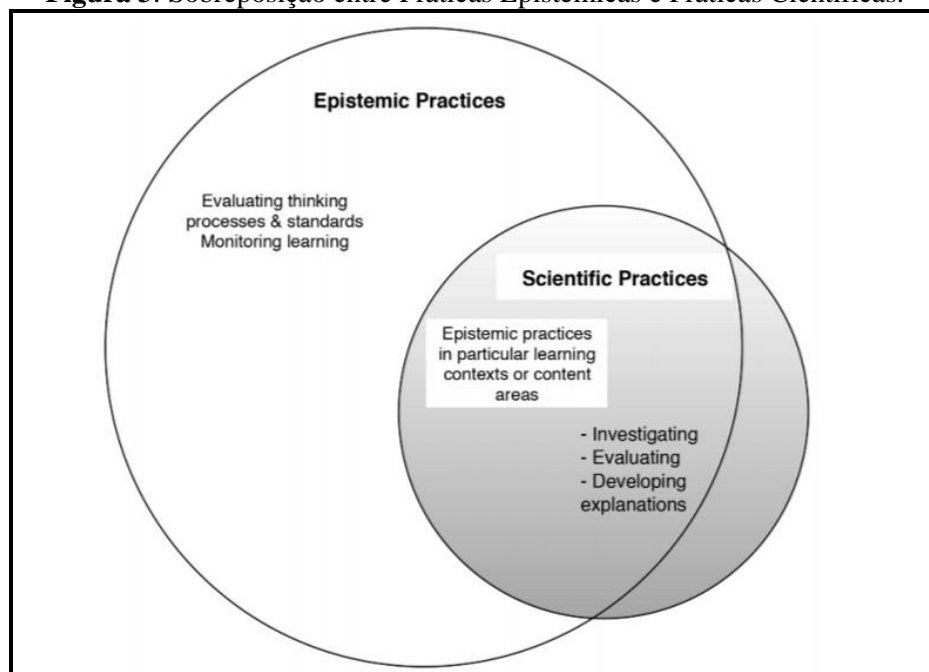 Figura 3: Sobreposição entre Práticas Epistêmicas e Práticas Científicas.
Epistemic Practices
Evaluating thinking
processes & standards
Monitoring learning
Scientific Practices
Epistemic practices
in particular learning
contexts or content
areas
- Investigating
- Evaluating
- Developing
explanations